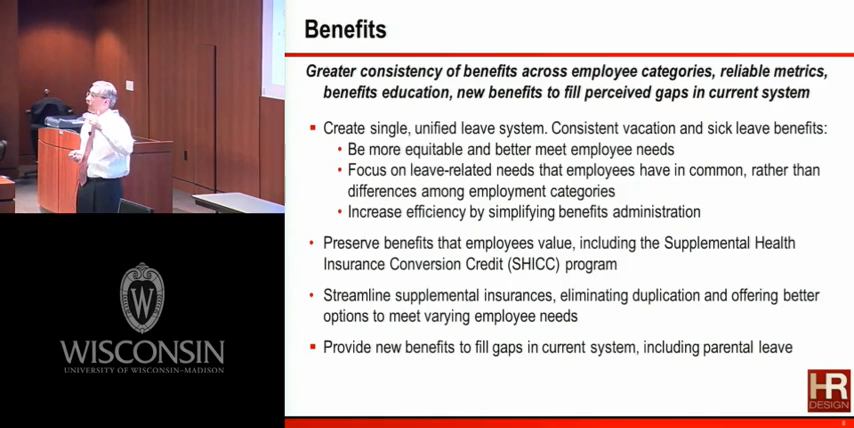 Benefits
Greater consistency of benefits across employee categories, reliable metrics,
benefits education, new benefits to fill perceived gaps in current system
▪ Create single, unified leave system. Consistent vacation and sick leave benefits:
• Be more equitable and better meet employee needs
• Focus on leave-related needs that employees have in common, rather than
differences among employment categories
• Increase efficiency by simplifying benefits administration
• Preserve benefits that employees value, including the Supplemental Health
Insurance Conversion Credit (SHICC) program
• Streamline supplemental insurances, eliminating duplication and offering better
options to meet varying employee needs
▪ Provide new benefits to fill gaps in current system, including parental leave
W
WISCONSIN
UNIVERSITY OF WISCONSIN–MADISON
HR
DESIGN